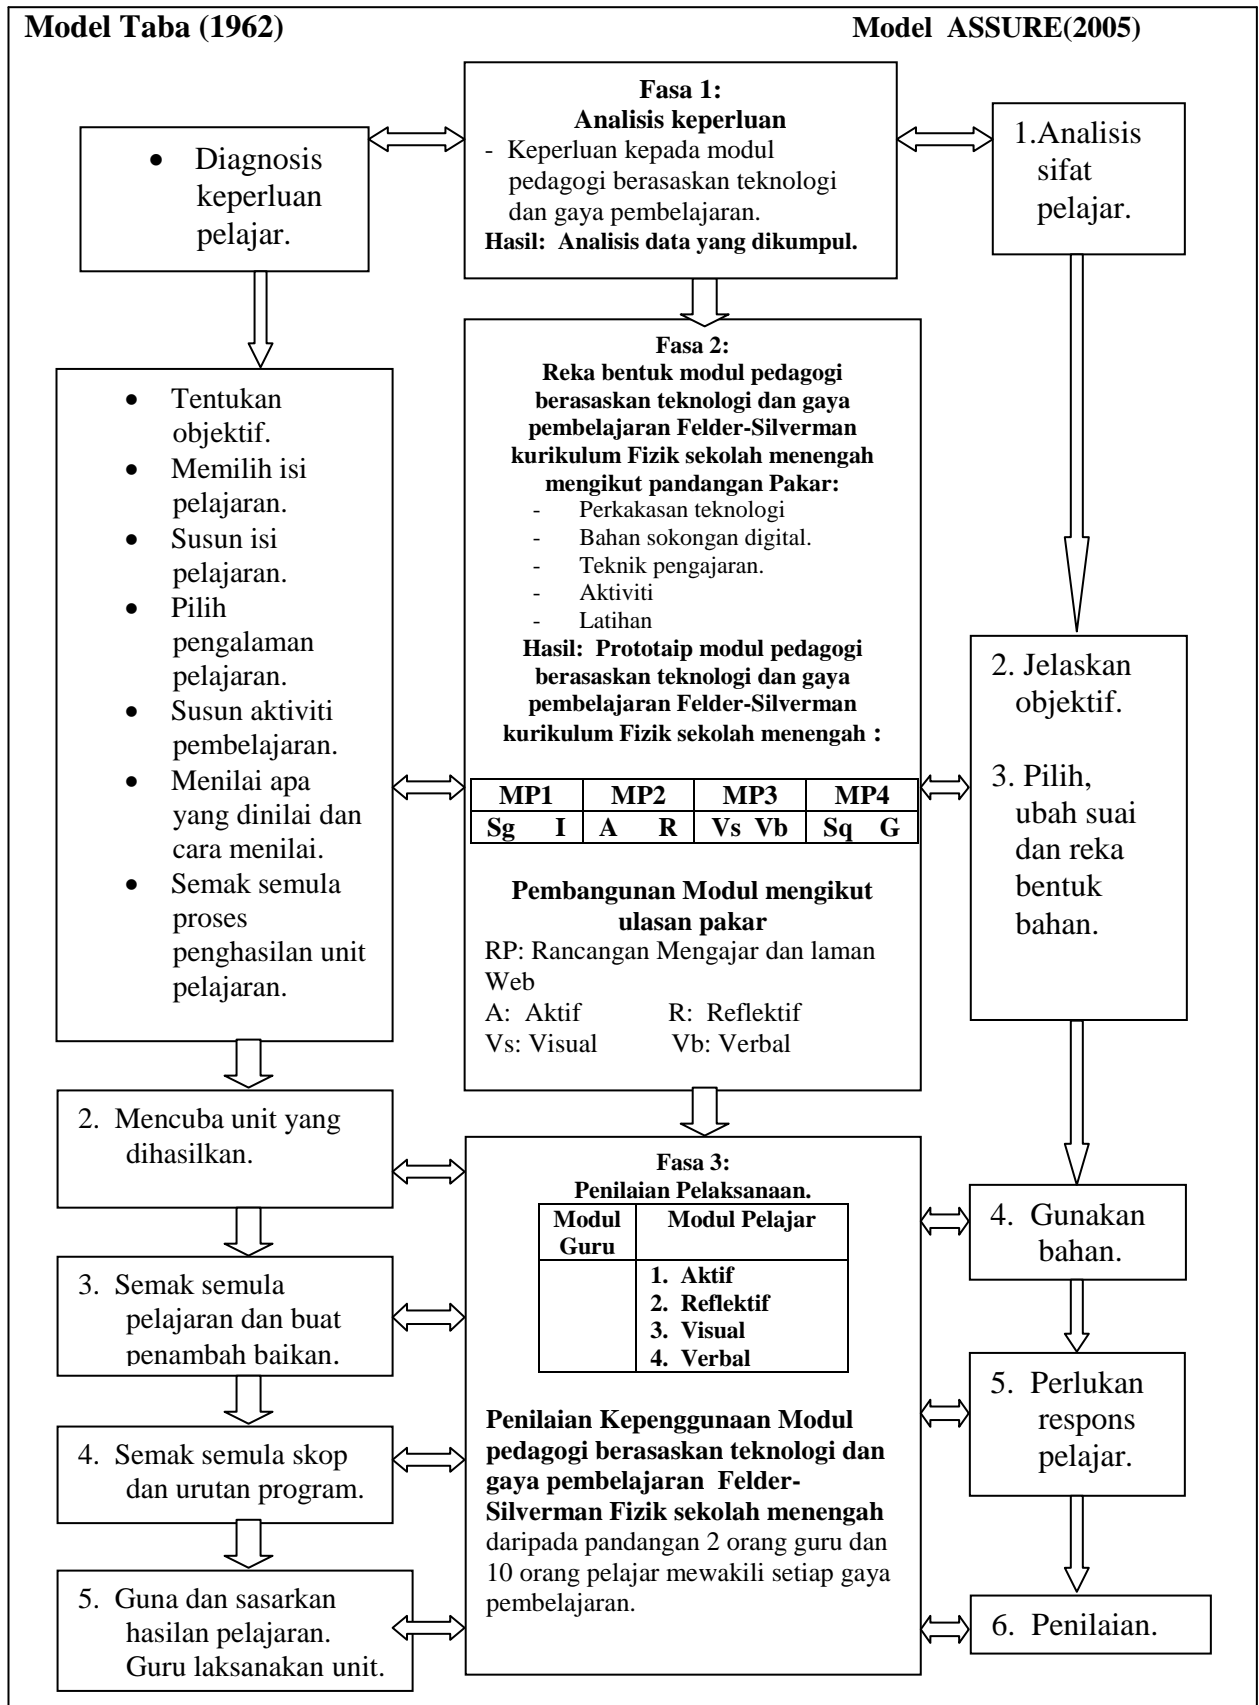 Model Taba (1962)
Model ASSURE(2005)
Fasa 1:
Analisis keperluan
- Keperluan kepada modul
pedagogi berasaskan teknologi
dan gaya pembelajaran.
Hasil: Analisis data yang dikumpul.
• Diagnosis
keperluan
pelajar.
1.Analisis
sifat
pelajar.
Fasa 2:
Reka bentuk modul pedagogi
berasaskan teknologi dan gaya
pembelajaran Felder-Silverman
kurikulum Fizik sekolah menengah
mengikut pandangan Pakar:
- Perkakasan teknologi
- Bahan sokongan digital.
- Teknik pengajaran.
- Aktiviti
- Latihan
Hasil: Prototaip modul pedagogi
berasaskan teknologi dan gaya
pembelajaran Felder-Silverman
kurikulum Fizik sekolah menengah :
MP1 MP2 MP3 MP4
Sg I A R Vs Vb Sq G
Pembangunan Modul mengikut
ulasan pakar
RP: Rancangan Mengajar dan laman
Web
A: Aktif R: Reflektif
Vs: Visual Vb: Verbal
• Tentukan
objektif.
• Memilih isi
pelajaran.
• Susun isi
pelajaran.
• Pilih
pengalaman
pelajaran.
• Susun aktiviti
pembelajaran.
• Menilai apa
yang dinilai dan
cara menilai.
• Semak semula
proses
penghasilan unit
pelajaran.
2. Jelaskan
objektif.
3. Pilih,
ubah suai
dan reka
bentuk
bahan.
2. Mencuba unit yang
dihasilkan.
3. Semak semula
pelajaran dan buat
penambah baikan.
4. Semak semula skop
dan urutan program.
5. Guna dan sasarkan
hasilan pelajaran.
Guru laksanakan unit.
Fasa 3:
Penilaian Pelaksanaan.
Modul Modul Pelajar
Guru
1. Aktif
2. Reflektif
3. Visual
4. Verbal
Penilaian Kepenggunaan Modul
pedagogi berasaskan teknologi dan
gaya pembelajaran Felder-
Silverman Fizik sekolah menengah
daripada pandangan 2 orang guru dan
10 orang pelajar mewakili setiap gaya
pembelajaran.
4. Gunakan
bahan.
5. Perlukan
respons
pelajar.
6. Penilaian.